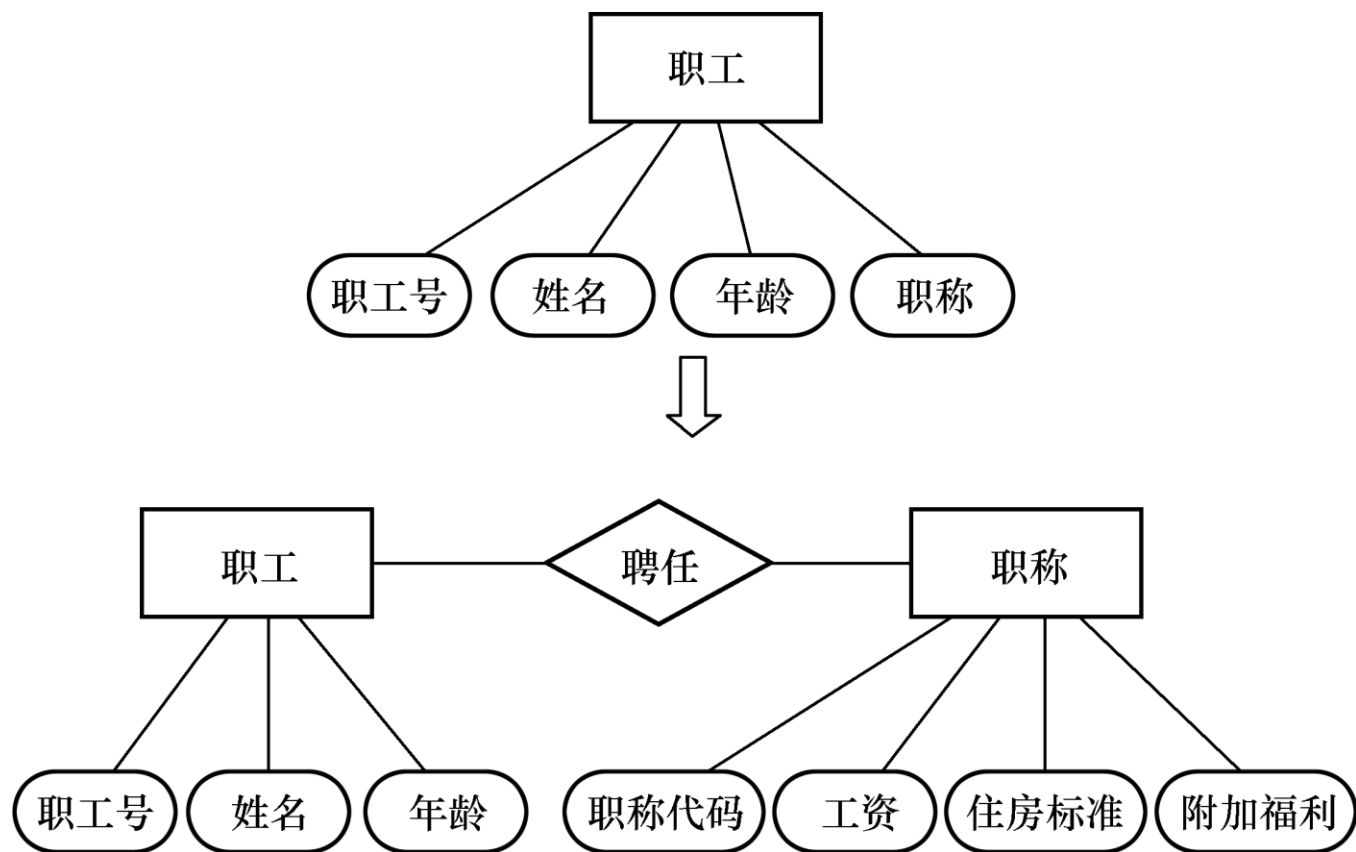 职工
职工号 姓名 年龄 职称
职工 聘任 职称
职工号 姓名 年龄 职称代码 工资 住房标准 附加福利